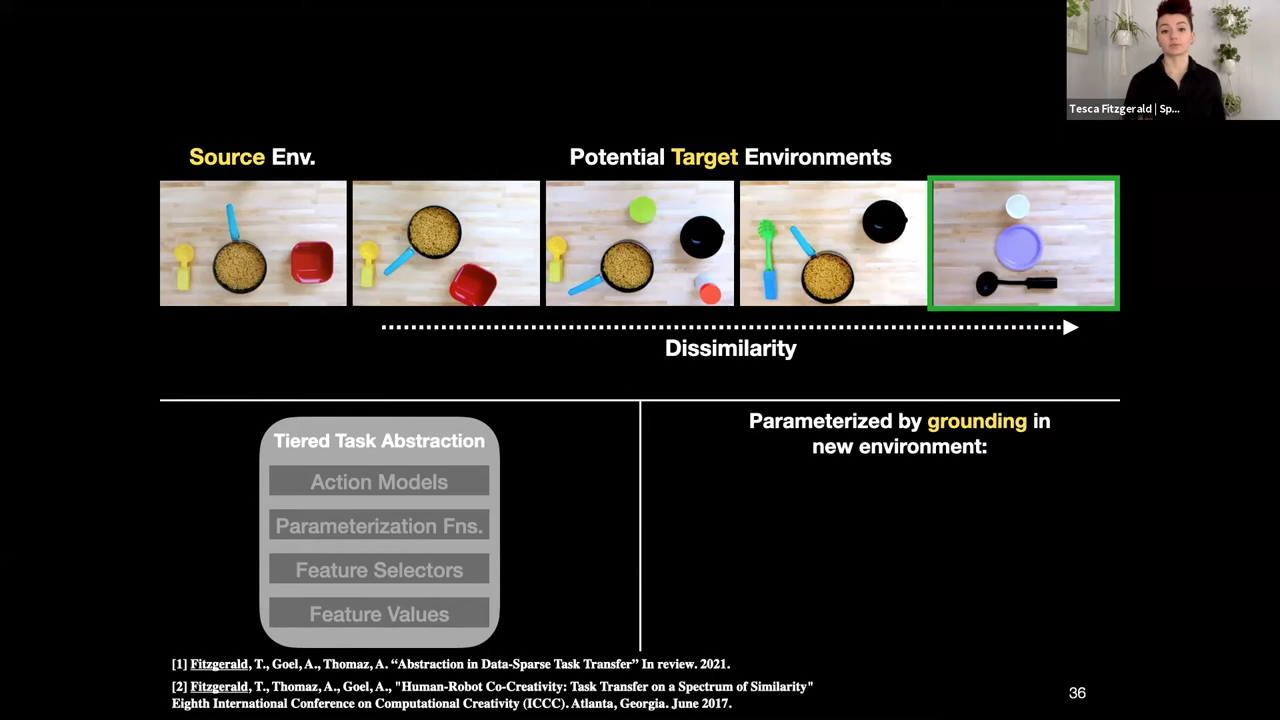 Tesca Fitzgerald | Sp...
Source Env.
Potential Target Environments
Dissimilarity
Tiered Task Abstraction
Action Models
Parameterization Fns.
Feature Selectors
Feature Values
Parameterized by grounding in
new environment:
[1] Fitzgerald, T., Goel, A., Thomaz, A. “Abstraction in Data-Sparse Task Transfer” In review. 2021.
[2] Fitzgerald, T., Thomaz, A., Goel, A., "Human-Robot Co-Creativity: Task Transfer on a Spectrum of Similarity"
Eighth International Conference on Computational Creativity (ICCC). Atlanta, Georgia. June 2017.
36